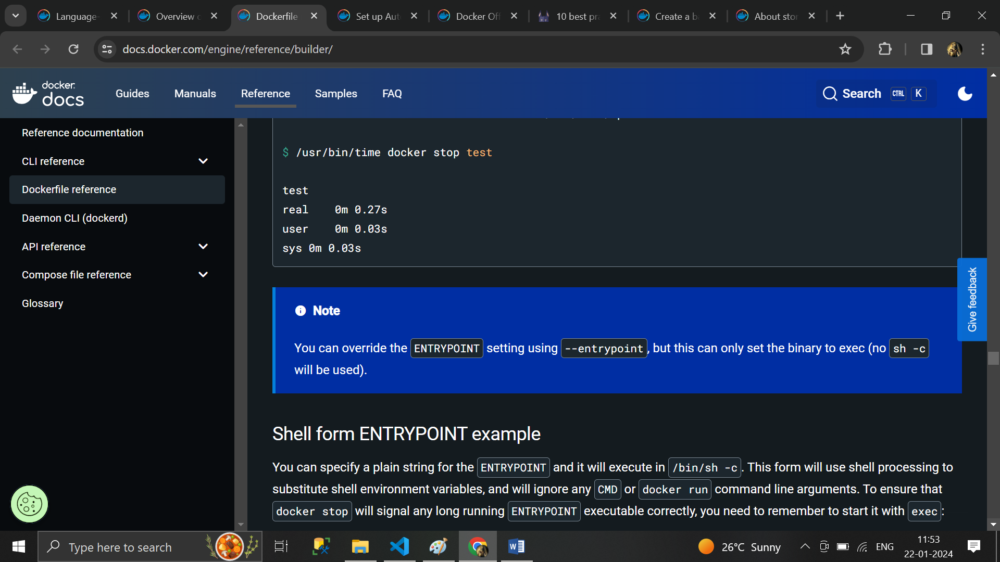 Language-
Overview c
Dockerfile
Set up Aut
Docker Off
10 best pra
Create a ba
About stor
docs.docker.com/engine/reference/builder/
docker
docs
Guides
Manuals
Reference
Samples
FAQ
Search
CTRL
K
Reference documentation
CLI reference
Dockerfile reference
Daemon CLI (dockerd)
API reference
Compose file reference
Glossary
$ /usr/bin/time docker stop test
test
real 0m 0.27s
user 0m 0.03s
sys 0m 0.03s
Note
You can override the ENTRYPOINT setting using --entrypoint, but this can only set the binary to exec (no sh -c
will be used).
Give feedback
Shell form ENTRYPOINT example
You can specify a plain string for the ENTRYPOINT and it will execute in /bin/sh -c. This form will use shell processing to
substitute shell environment variables, and will ignore any CMD or docker run command line arguments. To ensure that
docker stop will signal any long running ENTRYPOINT executable correctly, you need to remember to start it with exec:
Type here to search
26°C Sunny
ENG
11:53
22-01-2024